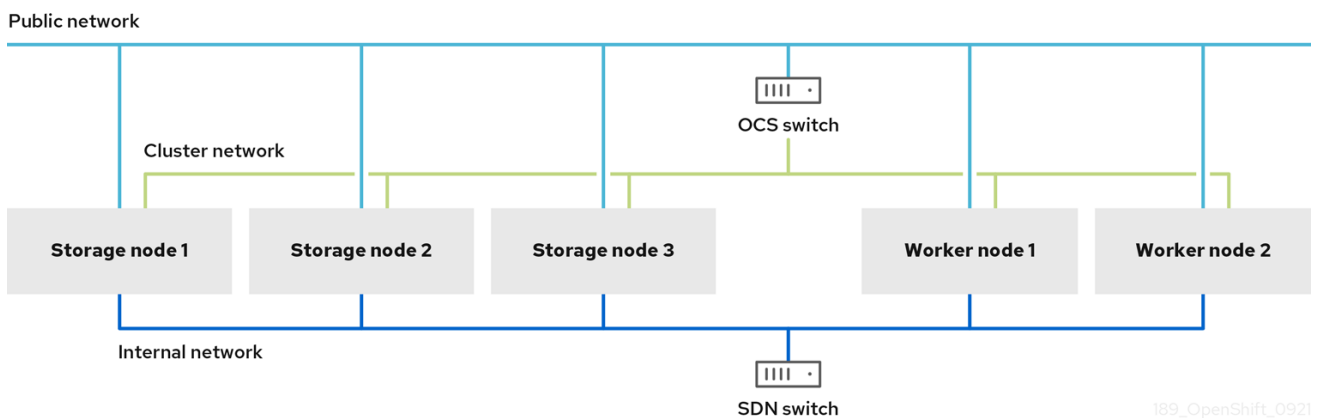 Public network
OCS switch
Cluster network
Storage node 1
Storage node 2
Storage node 3
Worker node 1
Worker node 2
Internal network
SDN switch
189_OpenShift_0921